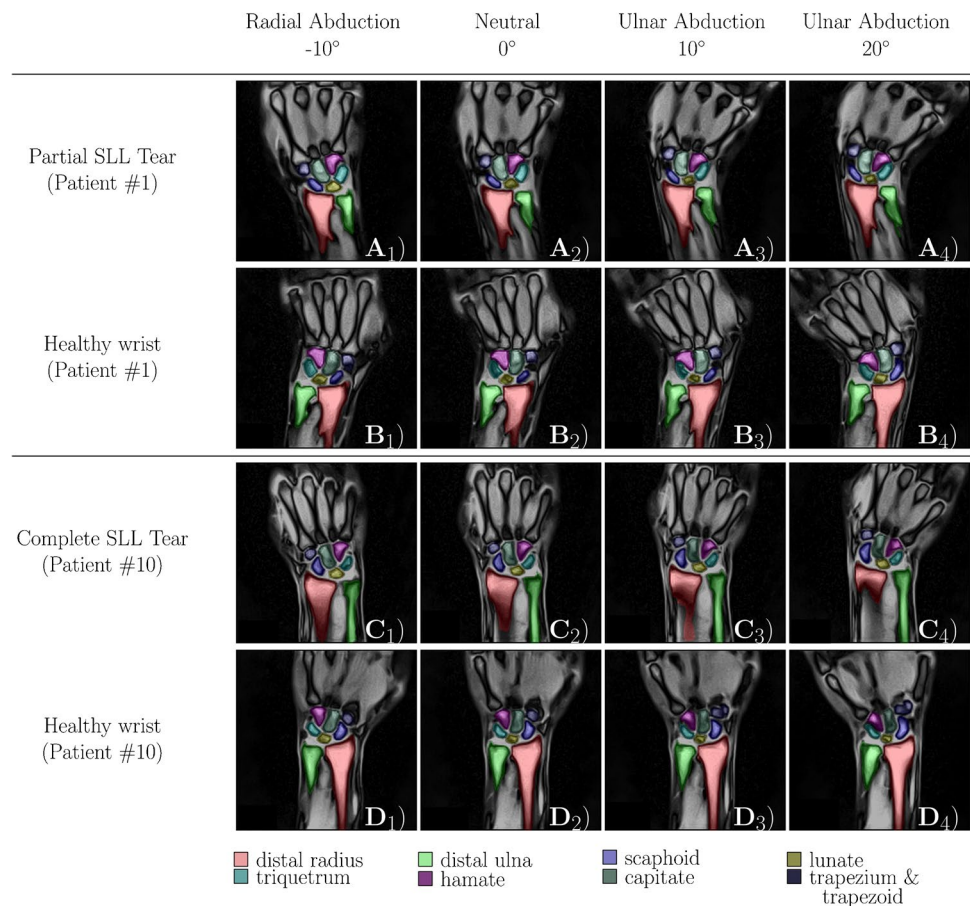 Radial Abduction Neutral Ulnar Abduction Ulnar Abduction
-10° 0° 10° 20°
Partial SLL Tear
(Patient #1)
A1) A2) A3) A4)
Healthy wrist
(Patient #1)
B1) B2) B3) B4)
Complete SLL Tear
(Patient #10)
C1) C2) C3) C4)
Healthy wrist
(Patient #10)
D1) D2) D3) D4)
distal radius distal ulna scaphoid lunate
triquetrum hamate capitate trapezium &
trapezoid